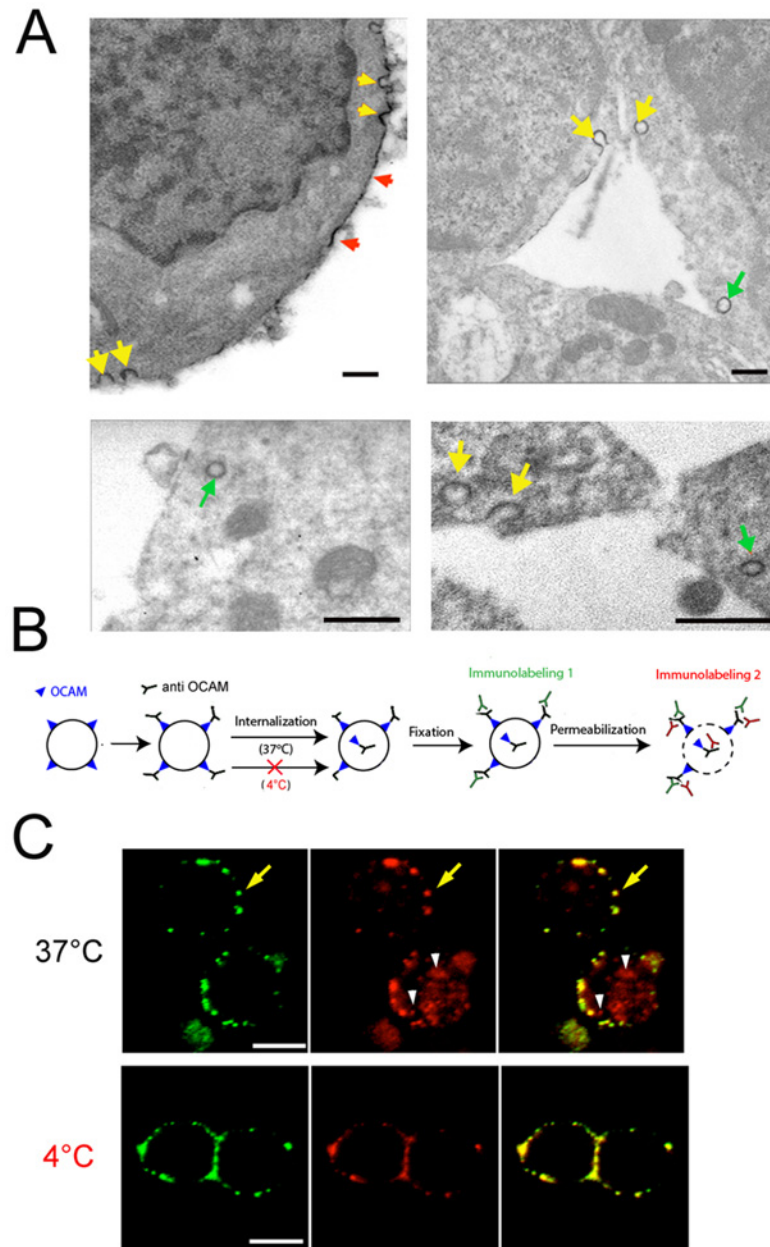 A
B
OCAM
anti OCAM
Internalization
(37°C)
(4°C)
Fixation
Immunolabeling 1
Permeabilization
Immunolabeling 2
C
37°C
4°C